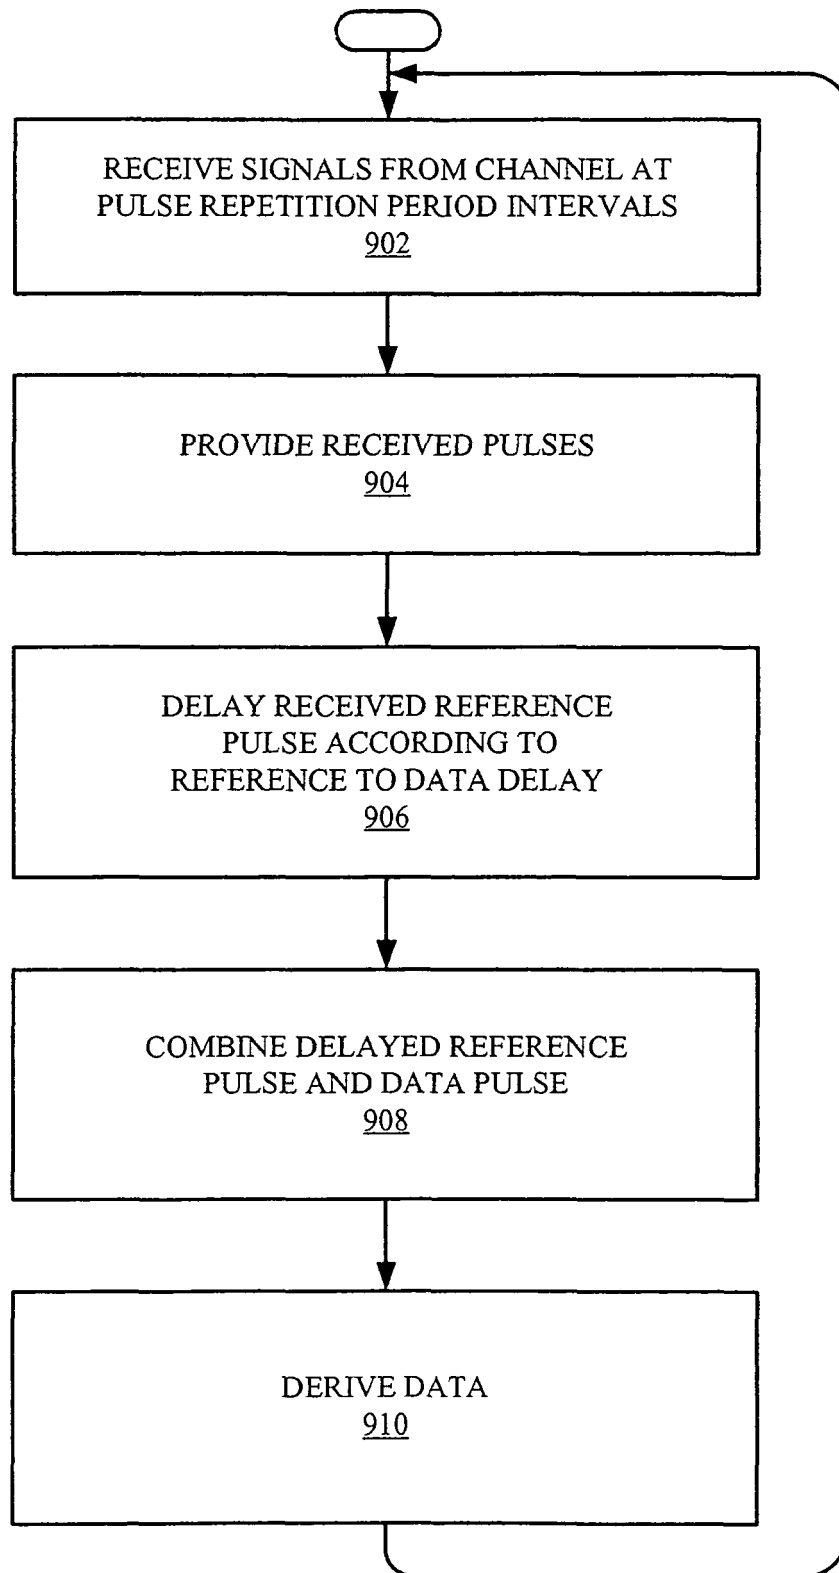 RECEIVE SIGNALS FROM CHANNEL AT
PULSE REPETITION PERIOD INTERVALS
902
PROVIDE RECEIVED PULSES
904
DELAY RECEIVED REFERENCE
PULSE ACCORDING TO
REFERENCE TO DATA DELAY
906
COMBINE DELAYED REFERENCE
PULSE AND DATA PULSE
908
DERIVE DATA
910